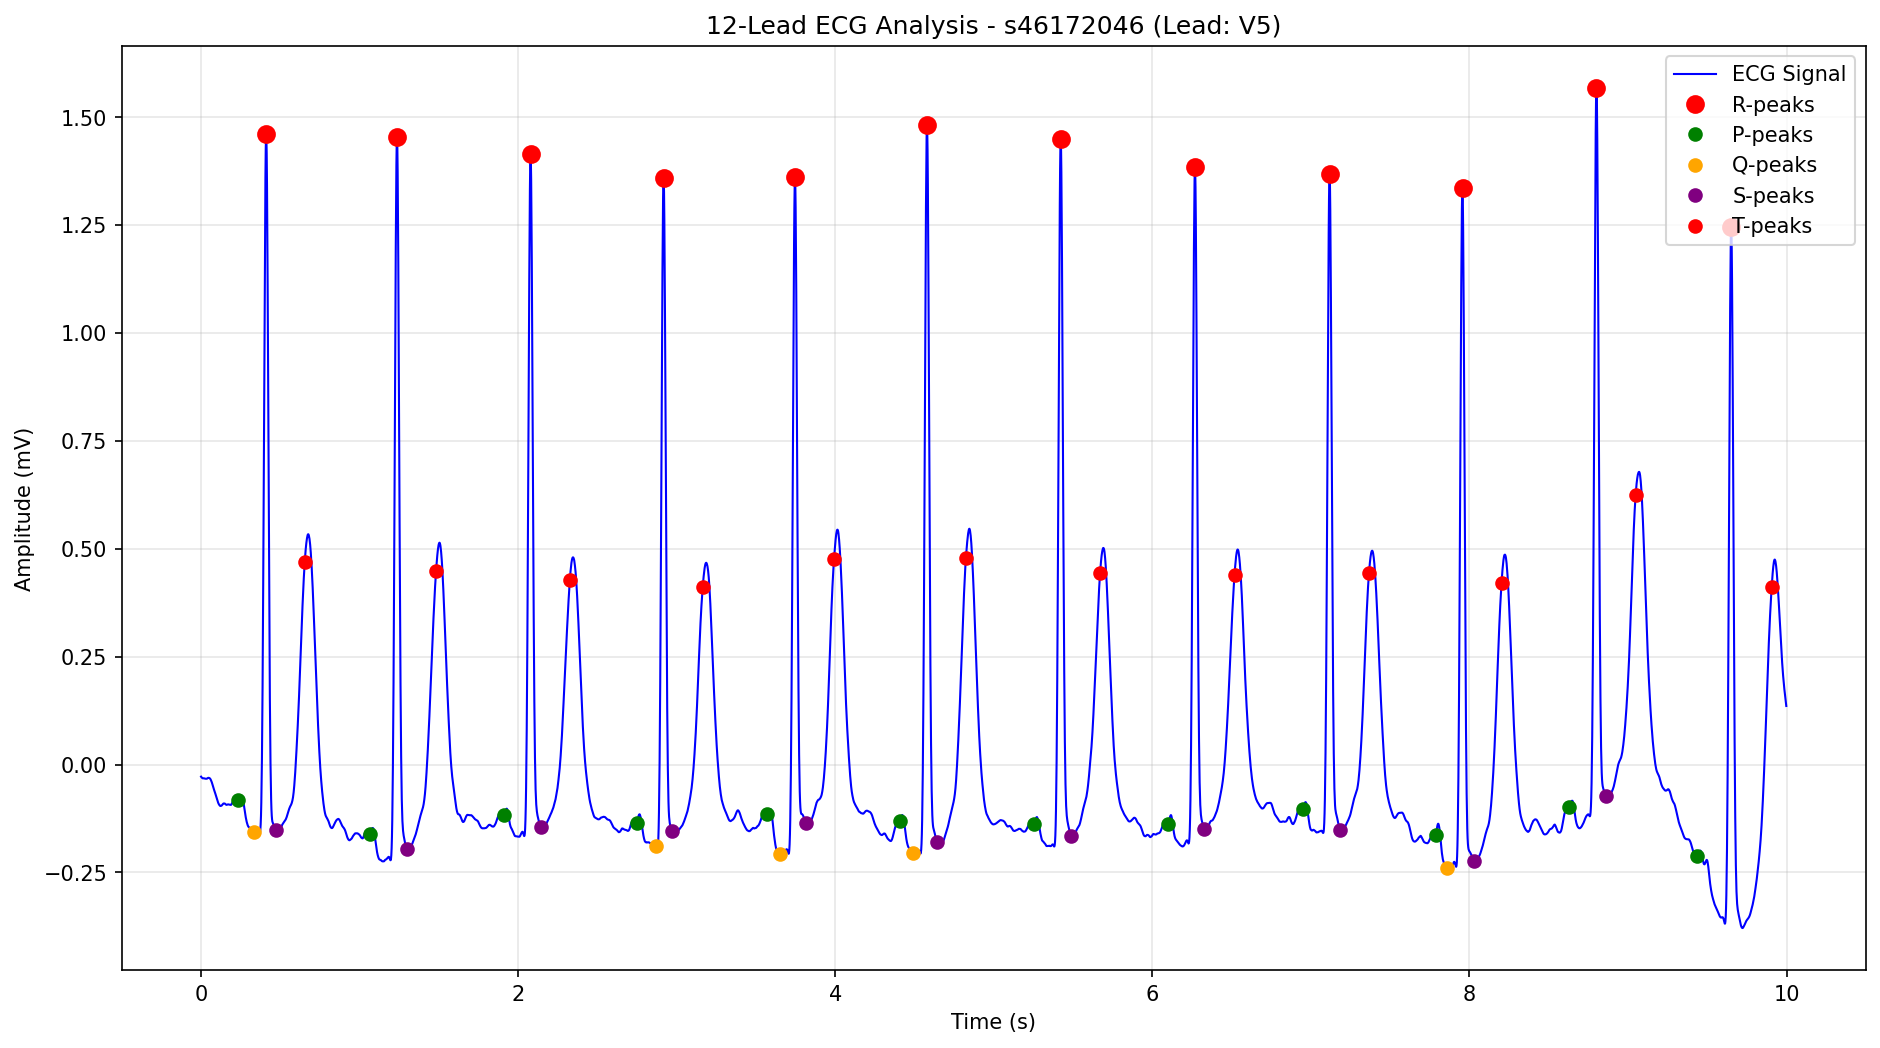 12-Lead ECG Analysis - s46172046 (Lead: V5)
ECG Signal
R-peaks
P-peaks
Q-peaks
S-peaks
T-peaks
Amplitude (mV)
1.50
1.25
1.00
0.75
0.50
0.25
0.00
−0.25
0 2 4 6 8 10
Time (s)